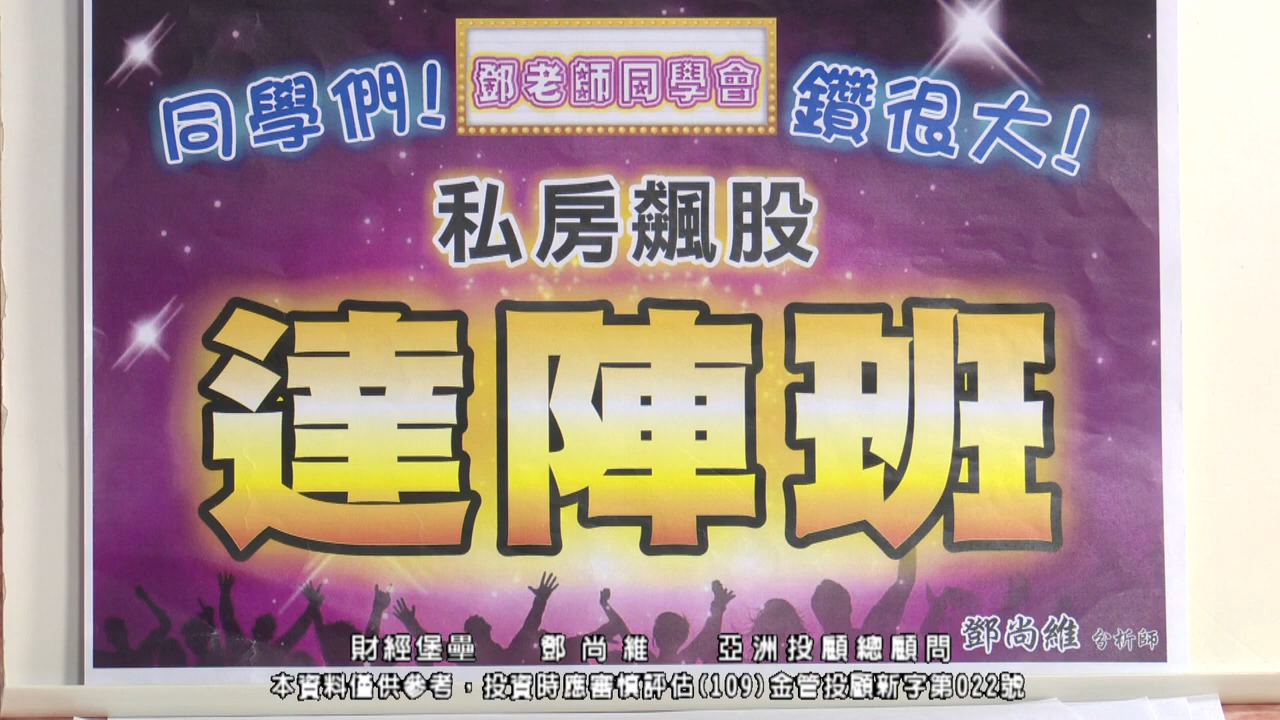 同學們! 鄧老師同學會 鑽很大!
私房飆股
達陣班
鄧尚維 分析師
財經堡壘 鄧尚維 亞洲投顧總顧問
本資料僅供參考,投資時應審慎評估(109)金管投顧新字第022號